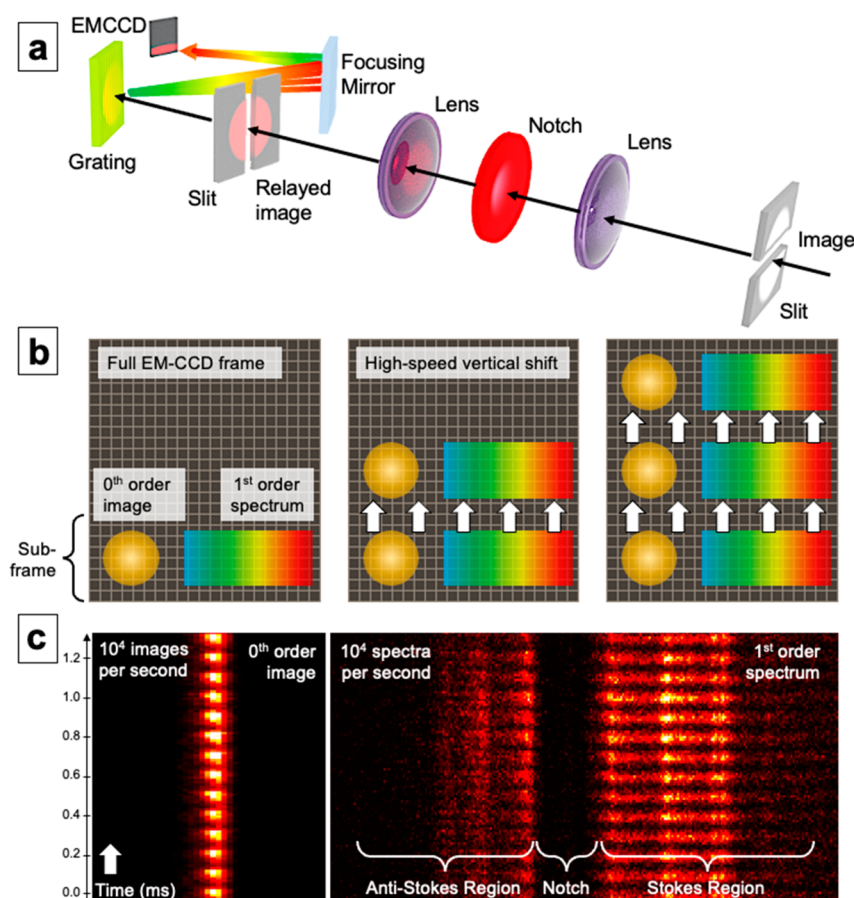 a
EMCCD
Focusing
Mirror
Lens
Notch
Lens
Grating
Slit
Relayed
image
Image
Slit
b
Full EM-CCD frame
High-speed vertical shift
0th order
image
1st order
spectrum
Sub-
frame
c
10⁴ images
per second
0th order
image
10⁴ spectra
per second
1st order
spectrum
1.2
1.0
0.8
0.6
0.4
0.2
0.0
Time (ms)
Anti-Stokes Region
Notch
Stokes Region